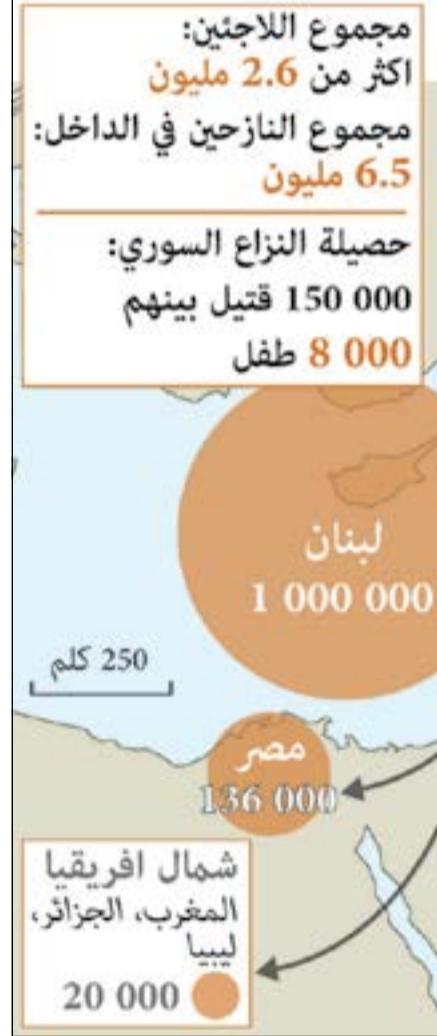 مجموع اللاجئين:
اكثر من 2.6 مليون
مجموع النازحين في الداخل:
6.5 مليون
حصيلة النزاع السوري:
150 000 قتيل بينهم
8 000 طفل
لبنان
1 000 000
250 كلم
مصر
136 000
شمال افريقيا
المغرب، الجزائر،
ليبيا
20 000